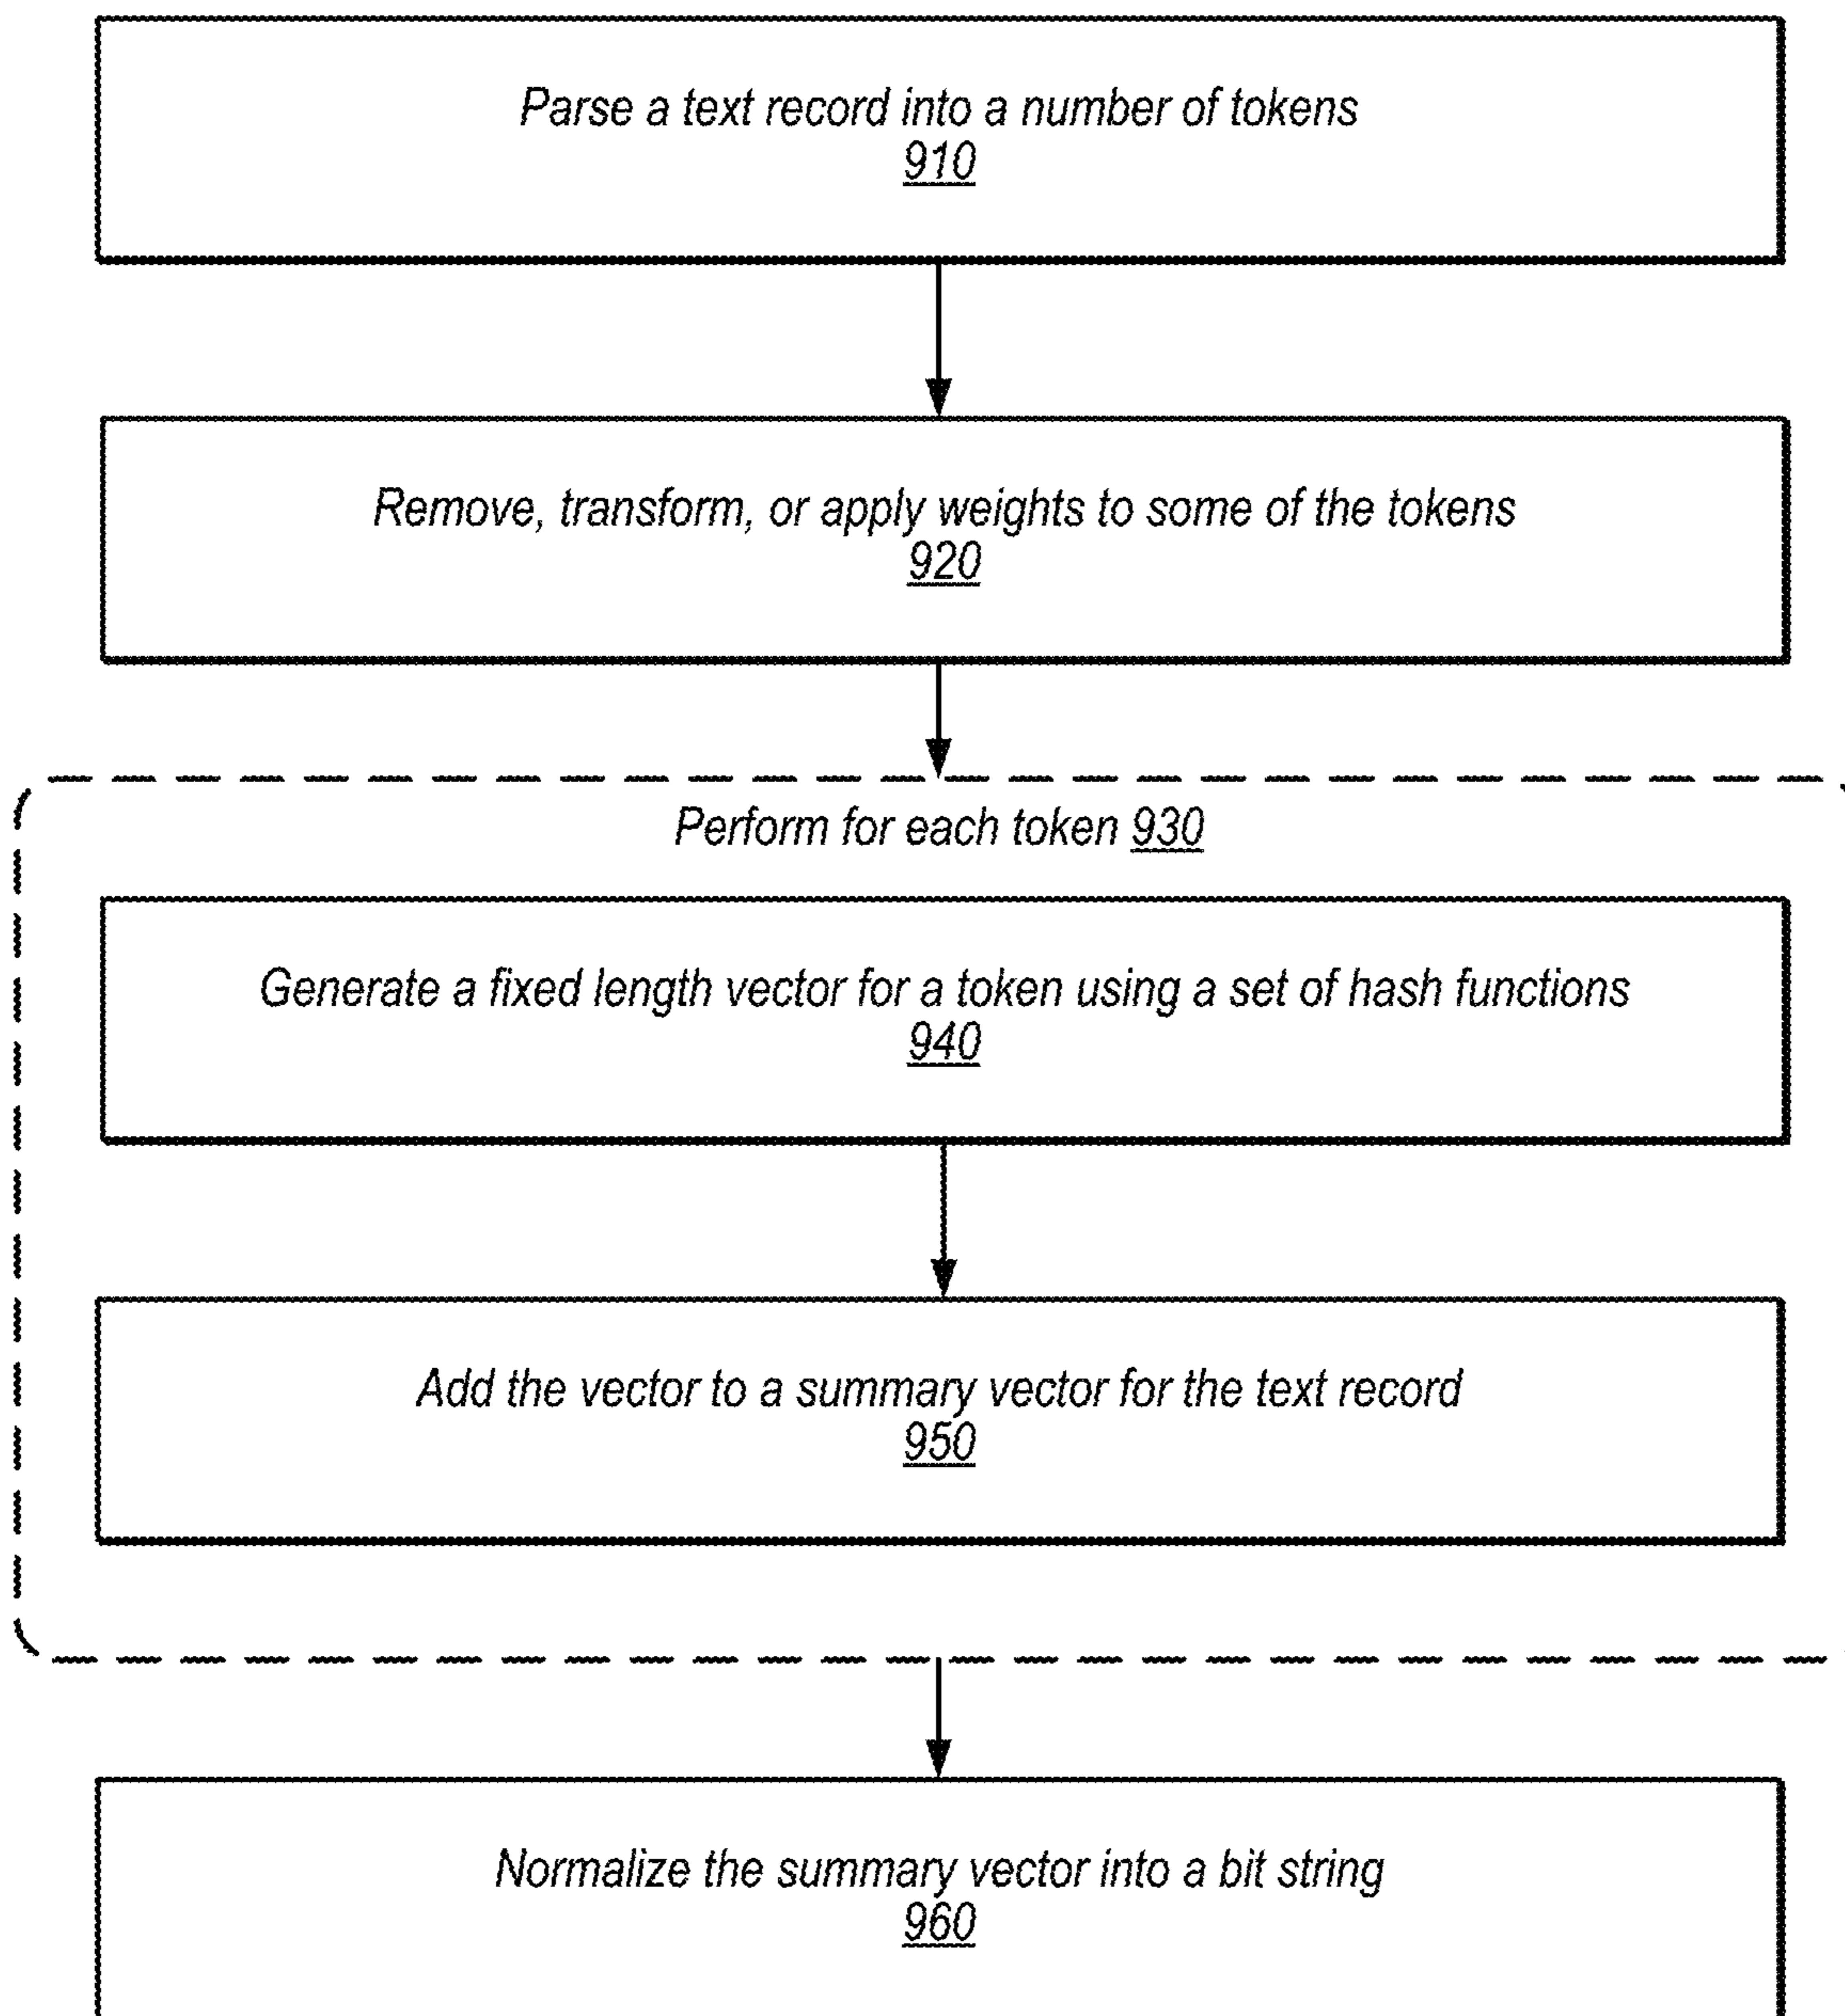 Parse a text record into a number of tokens
910
Remove, transform, or apply weights to some of the tokens
920
Perform for each token 930
Generate a fixed length vector for a token using a set of hash functions
940
Add the vector to a summary vector for the text record
950
Normalize the summary vector into a bit string
960